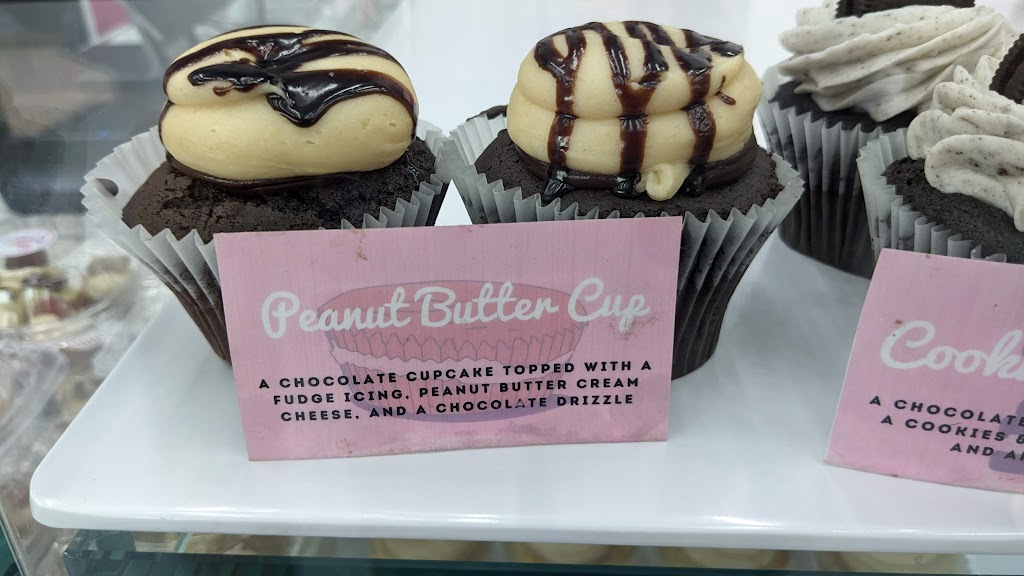 Peanut Butter Cup
A CHOCOLATE CUPCAKE TOPPED WITH A
FUDGE ICING, PEANUT BUTTER CREAM
CHEESE, AND A CHOCOLATE DRIZZLE
A CHOCOLATE
A COOKIES &
AND